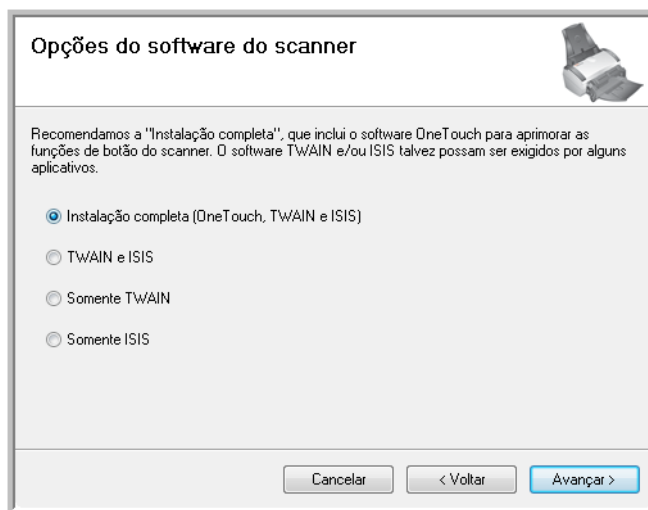 Opções do software do scanner
Recomendamos a "Instalação completa", que inclui o software OneTouch para aprimorar as
funções de botão do scanner. O software TWAIN e/ou ISIS talvez possam ser exigidos por alguns
aplicativos.
Instalação completa (OneTouch, TWAIN e ISIS)
TWAIN e ISIS
Somente TWAIN
Somente ISIS
Cancelar
< Voltar
Avançar >